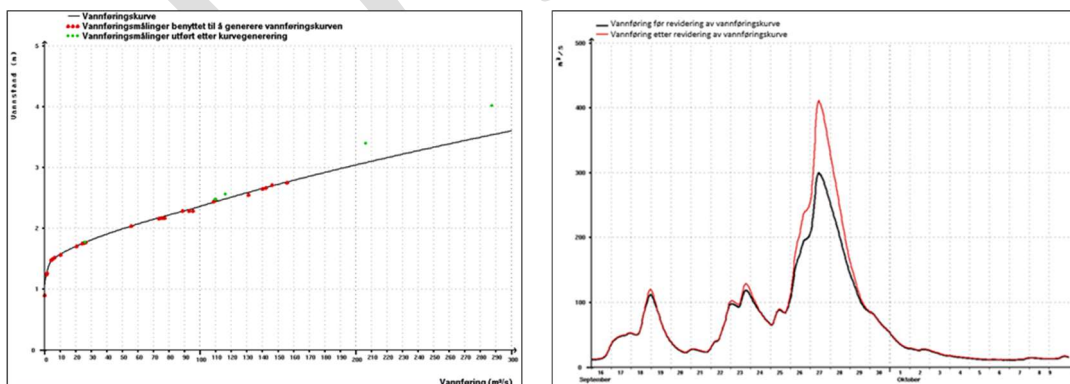 Vannføringskurve
Vannføringsmålinger benyttet til å generere vannføringskurven
Vannføringsmålinger utført etter kurvegenerering
Vannstand (m)
5
4
3
2
1
0
0 10 20 30 40 50 60 70 80 90 100 110 120 130 140 150 160 170 180 190 200 210 220 230 240 250 260 270 280 290 300
Vannføring (m³/s)
Vannføring før revidering av vannføringskurve
Vannføring etter revidering av vannføringskurve
m³/s
500
400
300
200
100
0
16 17 18 19 20 21 22 23 24 25 26 27 28 29 30 1 2 3 4 5 6 7 8 9
September Oktober